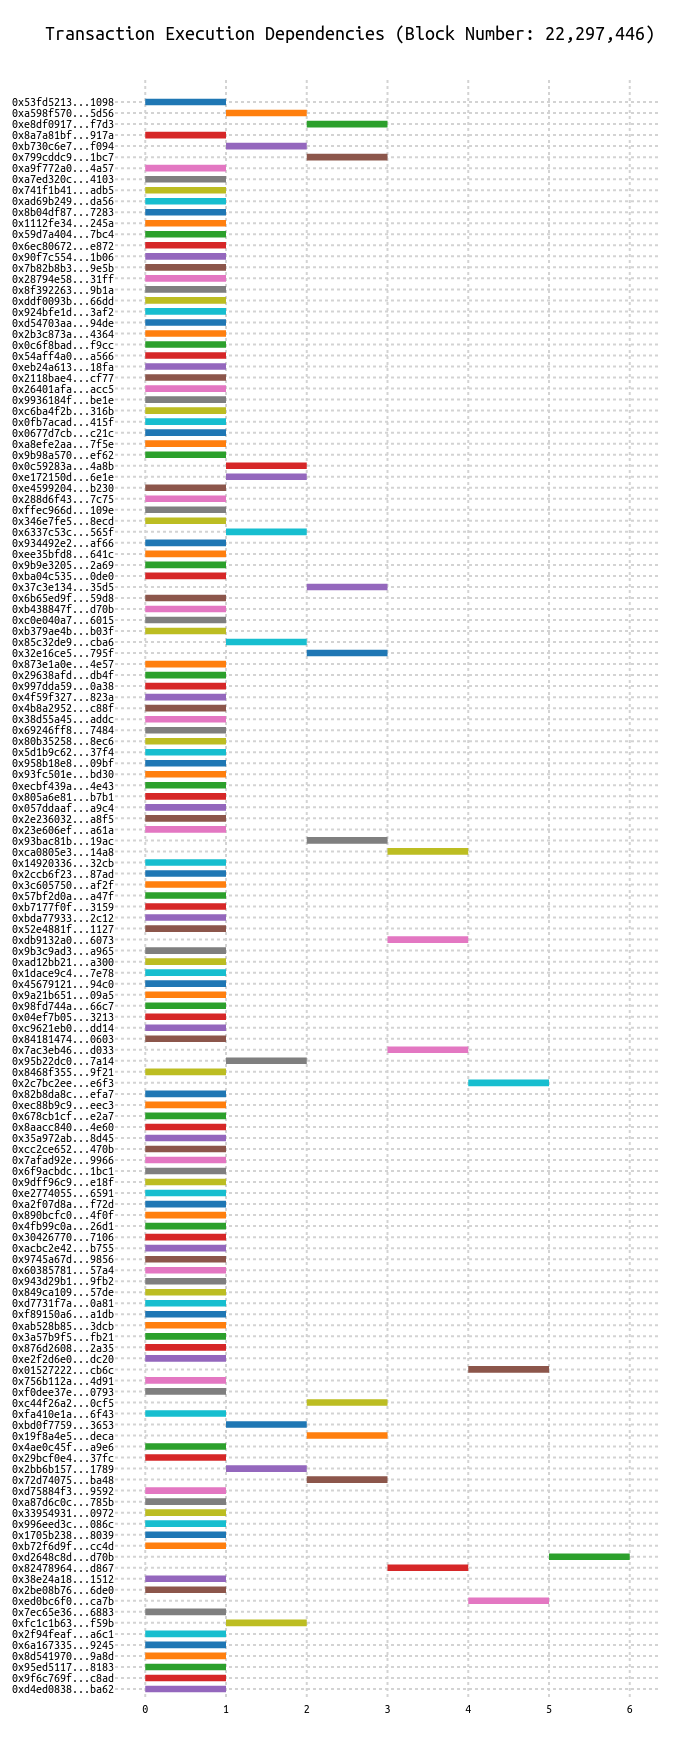 Transaction Execution Dependencies (Block Number: 22,297,446)
0x53fd5213...1098
0xa598f570...5d56
0xe8df0917...f7d3
0x8a7a81bf...917a
0xb730c6e7...f094
0x799cddc9...1bc7
0xa9f772a0...4a57
0xa7ed320c...4103
0x741f1b41...adb5
0xad69b249...da56
0x8b04df87...7283
0x1112fe34...245a
0x59d7a404...7bc4
0x6ec80672...e872
0x90f7c554...1b06
0x7b82b8b3...9e5b
0x28794e58...31ff
0x8f392263...9b1a
0xddf0093b...66dd
0x924bfe1d...3af2
0xd54703aa...94de
0x2b3c873a...4364
0x0c6f8bad...f9cc
0x54aff4a0...a566
0xeb24a613...18fa
0x2118bae4...cf77
0x26401afa...acc5
0x9936184f...be1e
0xc6ba4f2b...316b
0x0fb7acad...415f
0x0677d7cb...c21c
0xa8efe2aa...7f5e
0x9b98a570...ef62
0x0c59283a...4a8b
0xe172150d...6e1e
0xe4599204...b230
0x288d6f43...7c75
0xffec966d...109e
0x346e7fe5...8ecd
0x6337c53c...565f
0x934492e2...af66
0xee35bfd8...641c
0x9b9e3205...2a69
0xba04c535...0de0
0x37c3e134...35d5
0x6b65ed9f...59d8
0xb438847f...d70b
0xc0e040a7...6015
0xb379ae4b...b03f
0x85c32de9...cba6
0x32e16ce5...795f
0x873e1a0e...4e57
0x29638afd...db4f
0x997dda59...0a38
0x4f59f327...823a
0x4b8a2952...c88f
0x38d55a45...addc
0x69246ff8...7484
0x80b35258...8ec6
0x5d1b9c62...37f4
0x958b18e8...09bf
0x93fc501e...bd30
0xecbf439a...4e43
0x805a6e81...b7b1
0x057ddaaf...a9c4
0x2e236032...a8f5
0x23e606ef...a61a
0x93bac81b...19ac
0xca0805e3...14a8
0x14920336...32cb
0x2ccb6f23...87ad
0x3c605750...af2f
0x57bf2d0a...a47f
0xb7177f0f...3159
0xbda77933...2c12
0x52e4881f...1127
0xdb9132a0...6073
0x9b3c9ad3...a965
0xad12bb21...a300
0x1dace9c4...7e78
0x45679121...94c0
0x9a21b651...09a5
0x98fd744a...66c7
0x04ef7b05...3213
0xc9621eb0...dd14
0x84181474...0603
0x7ac3eb46...d033
0x95b22dc0...7a14
0x8468f355...9f21
0x2c7bc2ee...e6f3
0x82b8da8c...efa7
0xec88b9c9...eec3
0x678cb1cf...e2a7
0x8aacc840...4e60
0x35a972ab...8d45
0xcc2ce652...470b
0x7afad92e...9966
0x6f9acbdc...1bc1
0x9dff96c9...e18f
0xe2774055...6591
0xa2f07d8a...f72d
0x890bcfc0...4f0f
0x4fb99c0a...26d1
0x30426770...7106
0xacbc2e42...b755
0x9745a67d...9856
0x60385781...57a4
0x943d29b1...9fb2
0x849ca109...57de
0xd7731f7a...0a81
0xf89150a6...a1db
0xab528b85...3dcb
0x3a57b9f5...fb21
0x876d2608...2a35
0xe2f2d6e0...dc20
0x01527222...cb6c
0x756b112a...4d91
0xf0dee37e...0793
0xc44f26a2...0cf5
0xfa410e1a...6f43
0xbd0f7759...3653
0x19f8a4e5...deca
0x4ae0c45f...a9e6
0x29bcf0e4...37fc
0x2bb6b157...1789
0x72d74075...ba48
0xd75884f3...9592
0xa87d6c0c...785b
0x33954931...0972
0x996eed3c...086c
0x1705b238...8039
0xb72f6d9f...cc4d
0xd2648c8d...d70b
0x82478964...d867
0x38e24a18...1512
0x2be08b76...6de0
0xed0bc6f0...ca7b
0x7ec65e36...6883
0xfc1c1b63...f59b
0x2f94feaf...a6c1
0x6a167335...9245
0x8d541970...9a8d
0x95ed5117...8183
0x9f6c769f...c8ad
0xd4ed0838...ba62
0 1 2 3 4 5 6